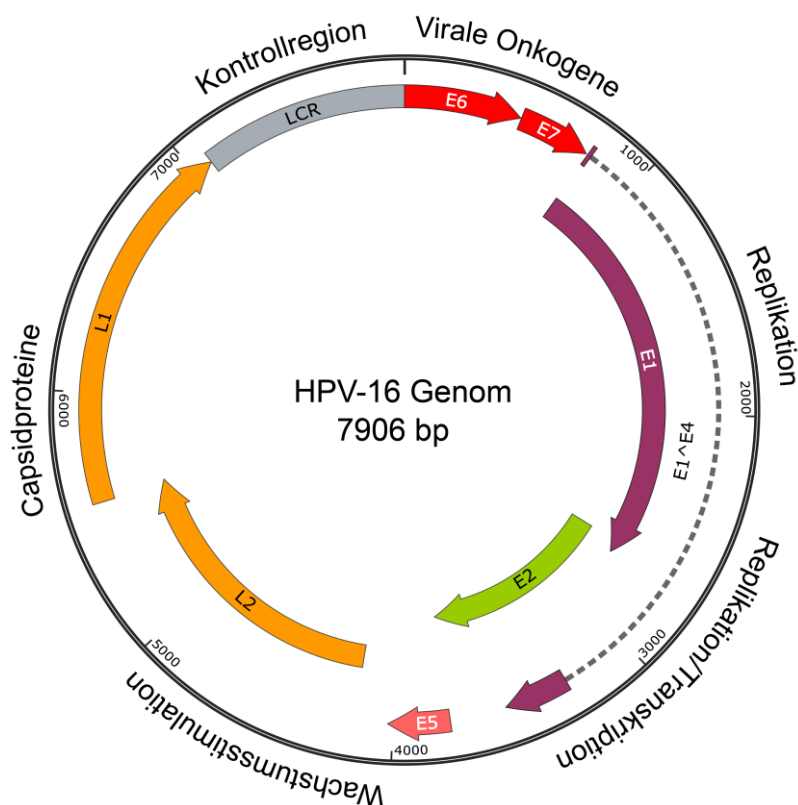 Kontrollregion
Virale Onkogene
LCR
E6
E7
1000
Replikation
E1
2000
E1^E4
HPV-16 Genom
7906 bp
E2
3000
Replikation/Transkription
E5
4000
Wachstumsstimulation
5000
L2
Capsidproteine
6000
L1
7000